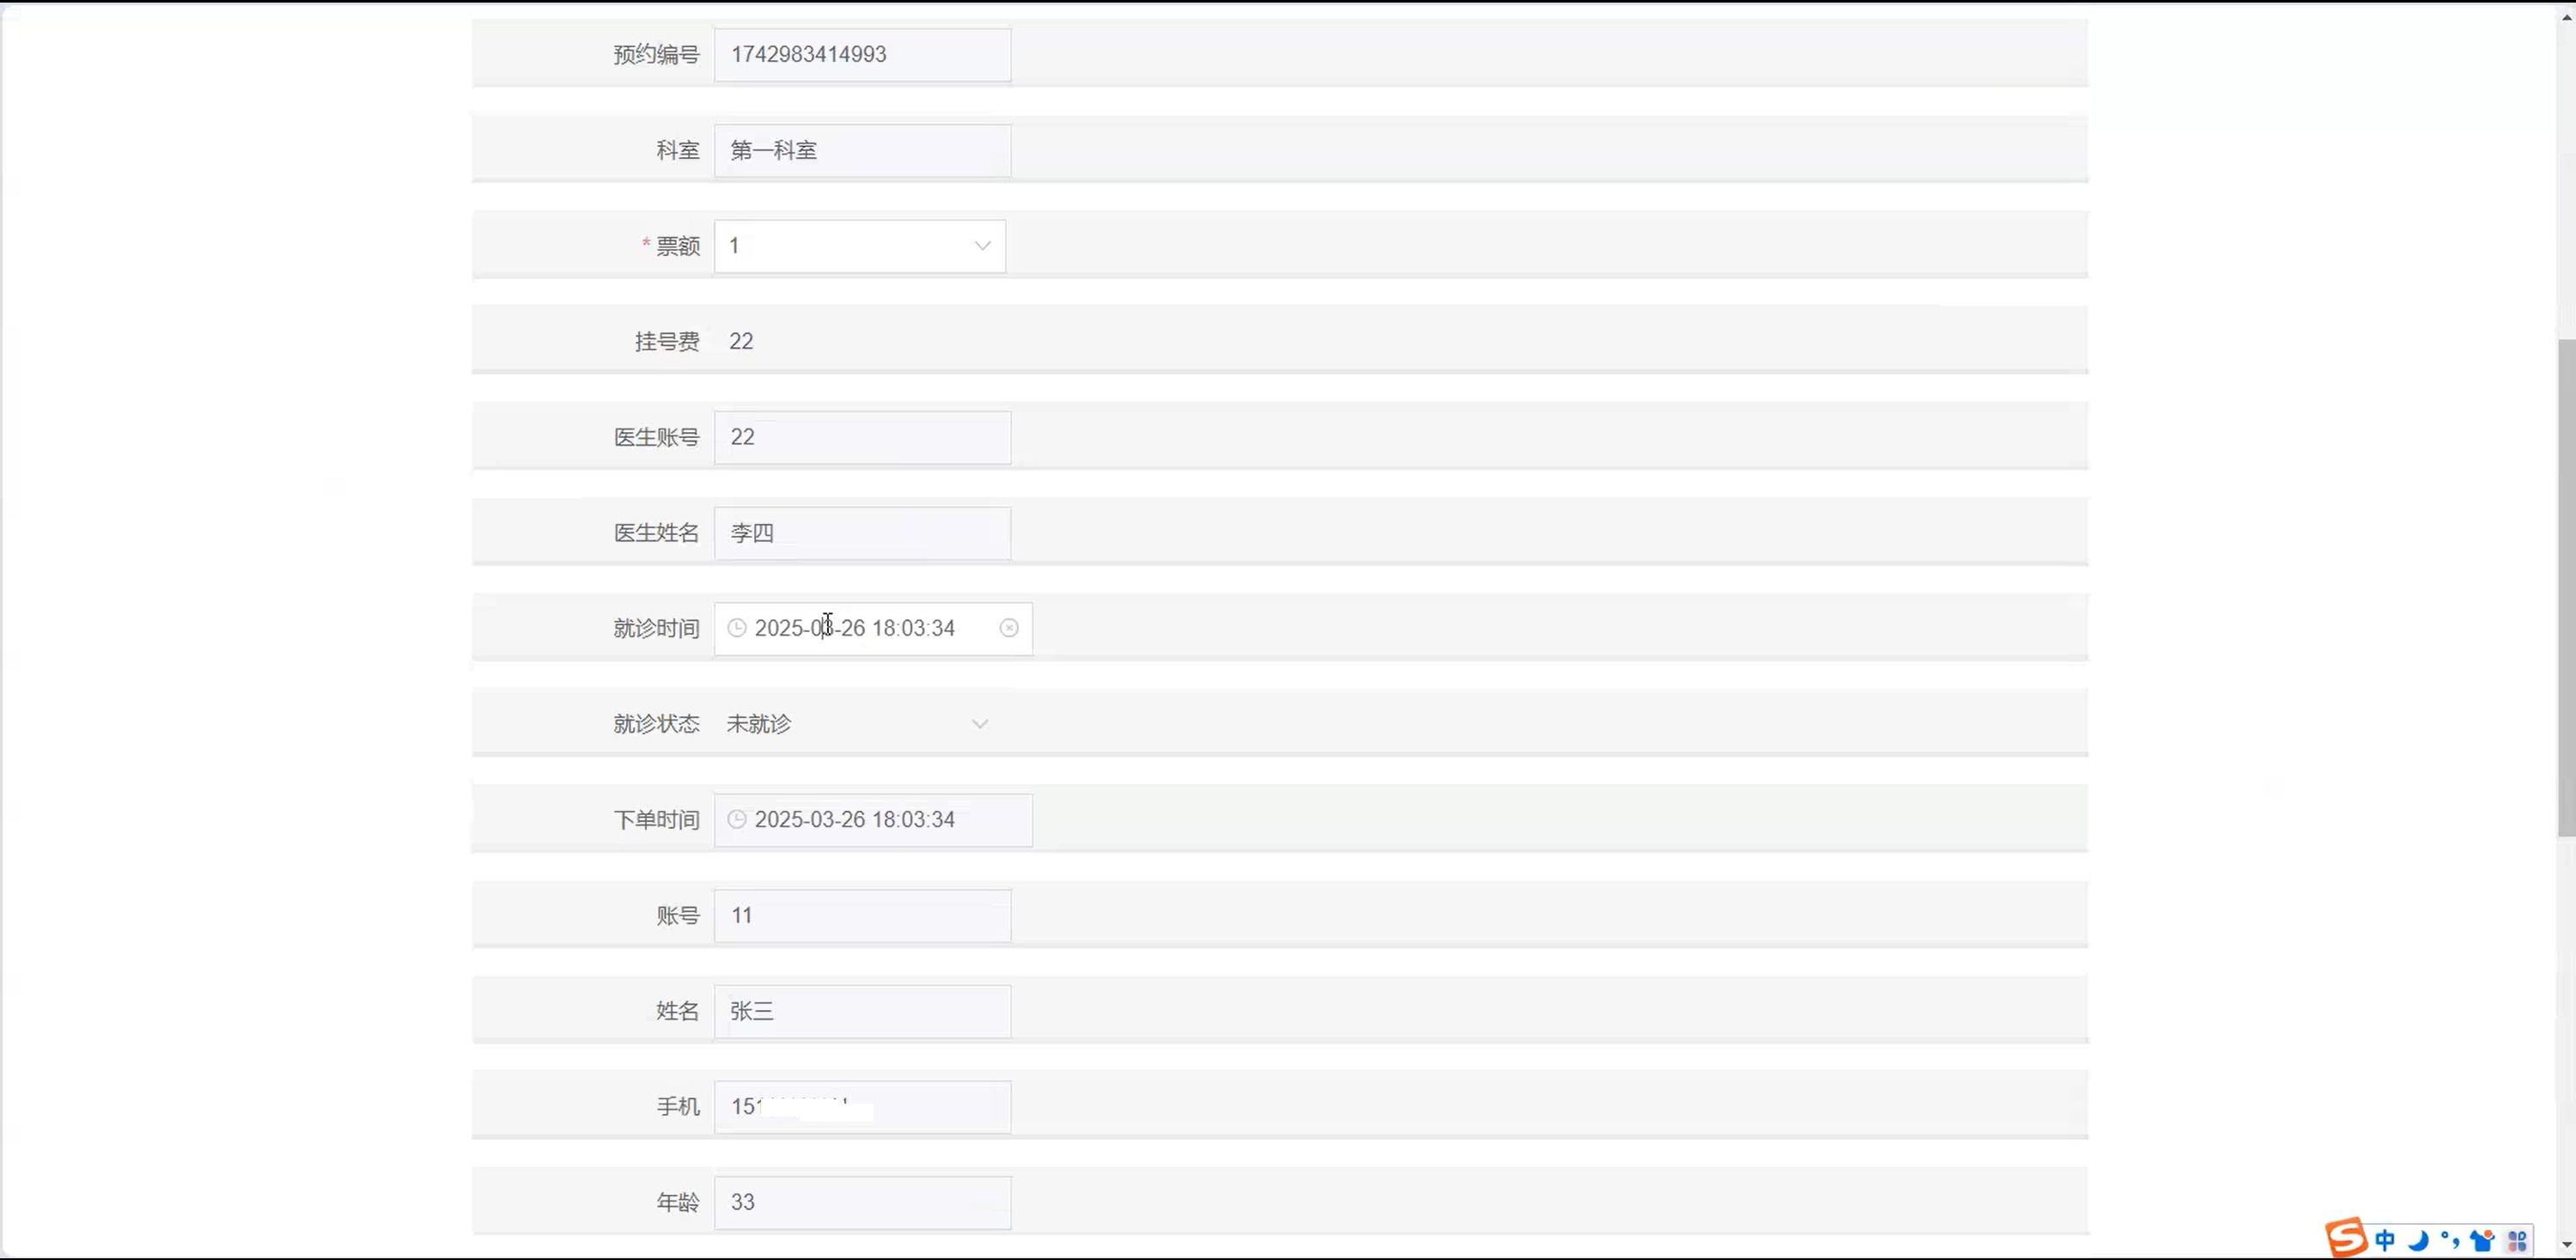 预约编号 1742983414993
科室 第一科室
* 票额 1
挂号费 22
医生账号 22
医生姓名 李四
就诊时间 2025-03-26 18:03:34
就诊状态 未就诊
下单时间 2025-03-26 18:03:34
账号 11
姓名 张三
手机 151
年龄 33
中